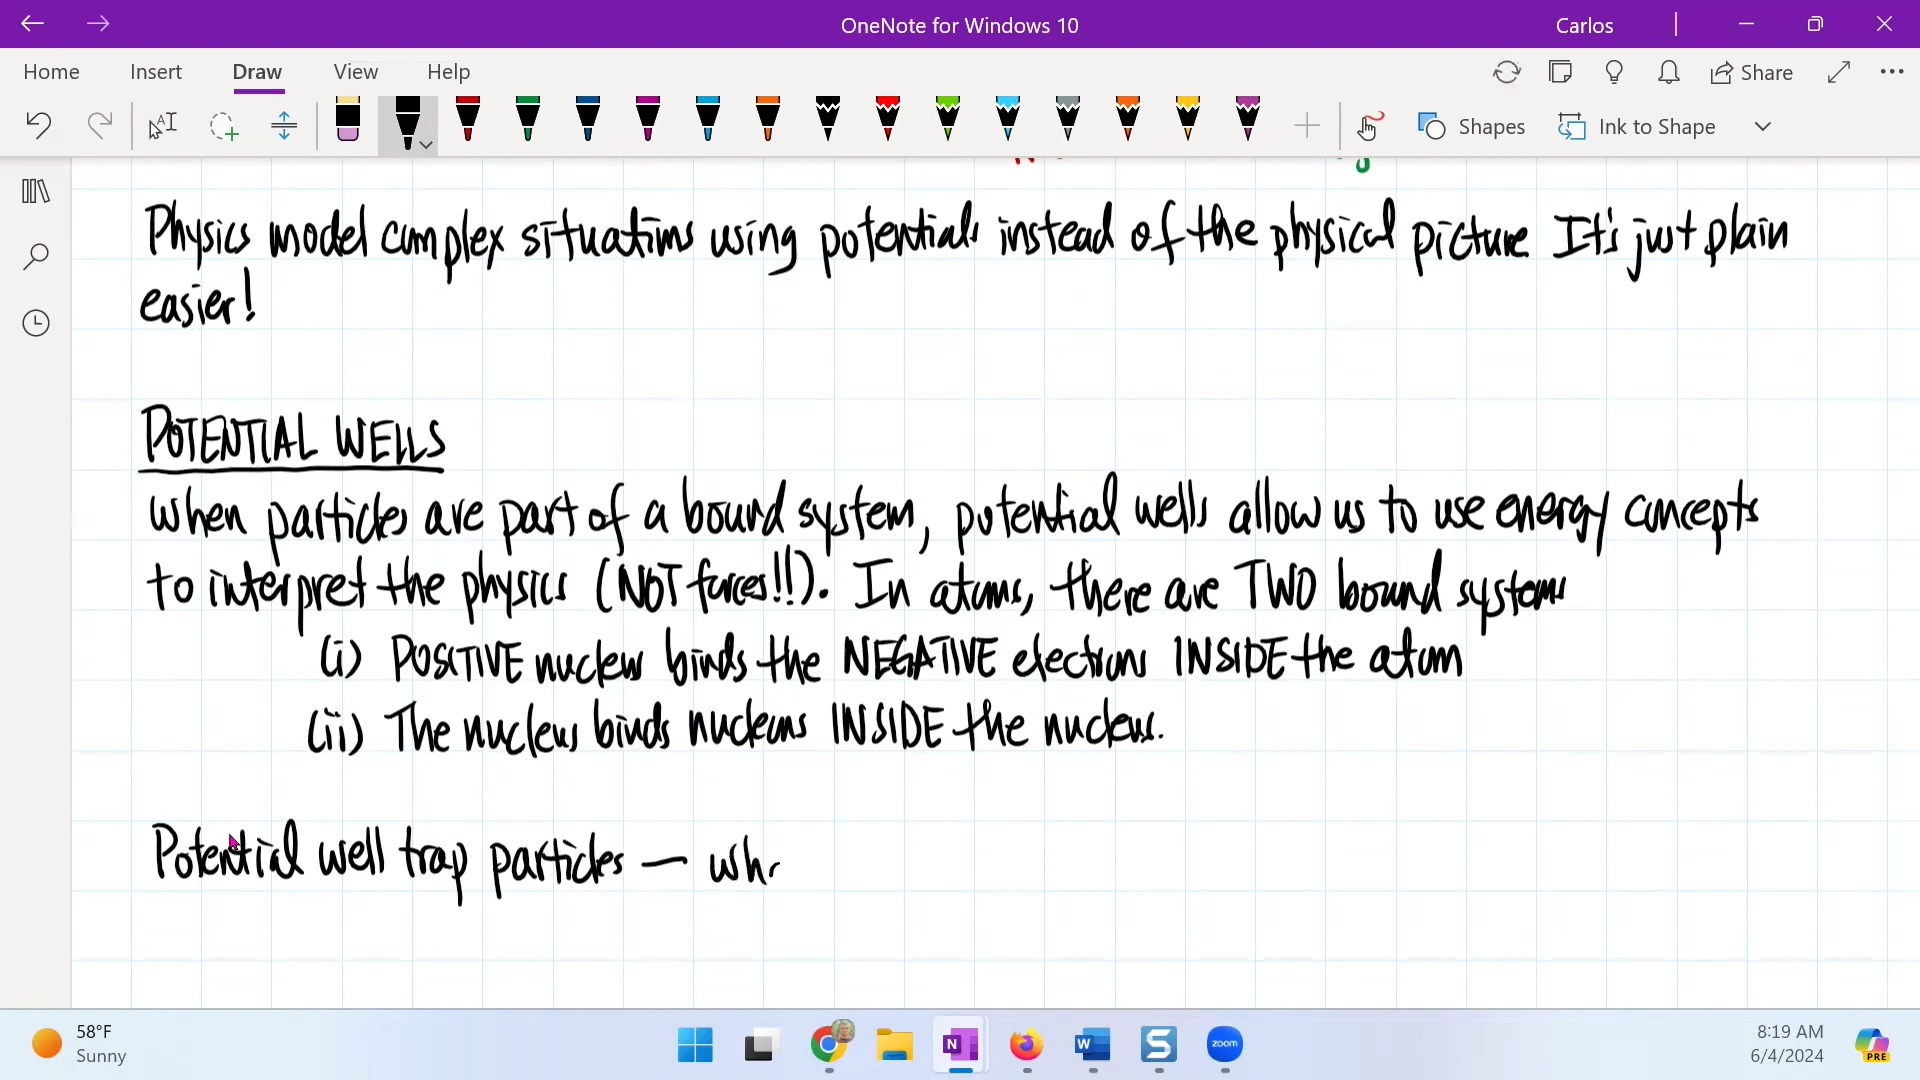 OneNote for Windows 10
Carlos
Home
Insert
Draw
View
Help
Share
Shapes
Ink to Shape
Physics model complex situations using potentials instead of the physical picture It's just plain
easier!
POTENTIAL WELLS
When particles are part of a bound system, potential wells allow us to use energy concepts
to interpret the physics (NOT forces!!). In atoms, there are TWO bound systems
(i) POSITIVE nucleus binds the NEGATIVE electrons INSIDE the atom
(ii) The nucleus binds nucleons INSIDE the nucleus.
Potential well trap particles — whe
58°F
Sunny
N
W
S
zoom
8:19 AM
6/4/2024
PRE